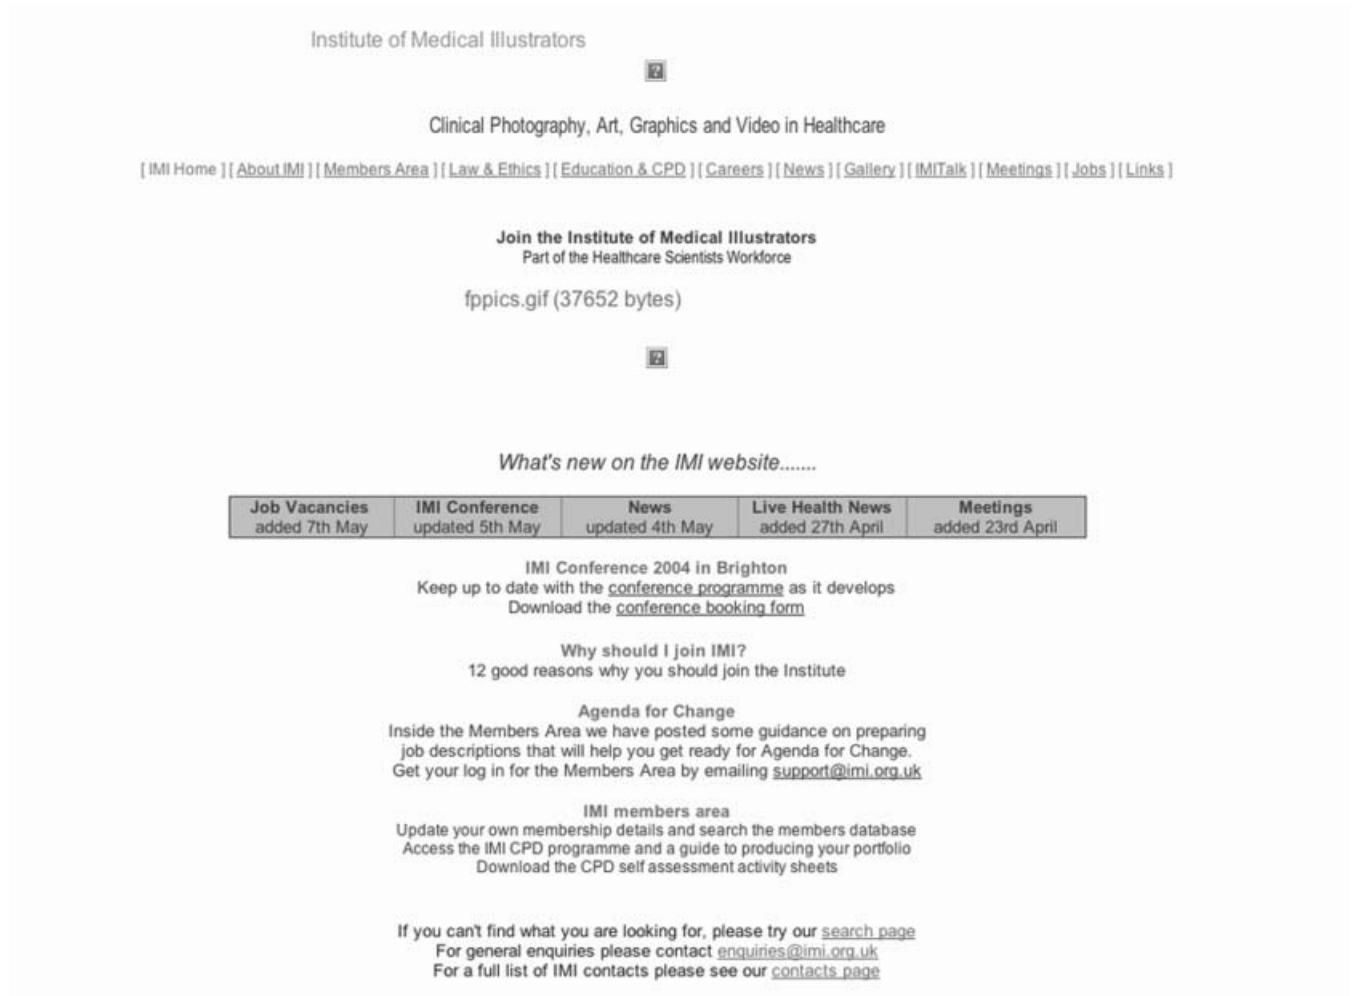 Institute of Medical Illustrators
Clinical Photography, Art, Graphics and Video in Healthcare
[ IMI Home ] [ About IMI ] [ Members Area ] [ Law & Ethics ] [ Education & CPD ] [ Careers ] [ News ] [ Gallery ] [ IMITalk ] [ Meetings ] [ Jobs ] [ Links ]
Join the Institute of Medical Illustrators
Part of the Healthcare Scientists Workforce
fppics.gif (37652 bytes)
What's new on the IMI website.......
Job Vacancies IMI Conference News Live Health News Meetings
added 7th May updated 5th May updated 4th May added 27th April added 23rd April
IMI Conference 2004 in Brighton
Keep up to date with the conference programme as it develops
Download the conference booking form
Why should I join IMI?
12 good reasons why you should join the Institute
Agenda for Change
Inside the Members Area we have posted some guidance on preparing
job descriptions that will help you get ready for Agenda for Change.
Get your log in for the Members Area by emailing support@imi.org.uk
IMI members area
Update your own membership details and search the members database
Access the IMI CPD programme and a guide to producing your portfolio
Download the CPD self assessment activity sheets
If you can't find what you are looking for, please try our search page
For general enquiries please contact enquiries@imi.org.uk
For a full list of IMI contacts please see our contacts page